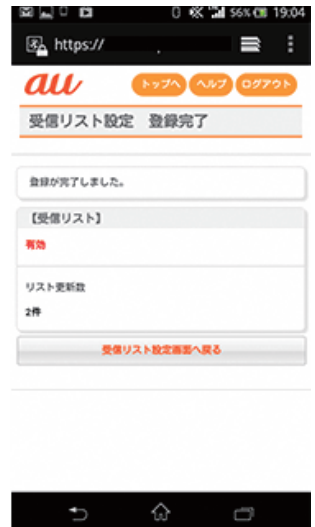 56% 19:04
https://
au
トップへ ヘルプ ログアウト
受信リスト設定 登録完了
登録が完了しました。
【受信リスト】
有効
リスト更新数
2件
受信リスト設定画面へ戻る